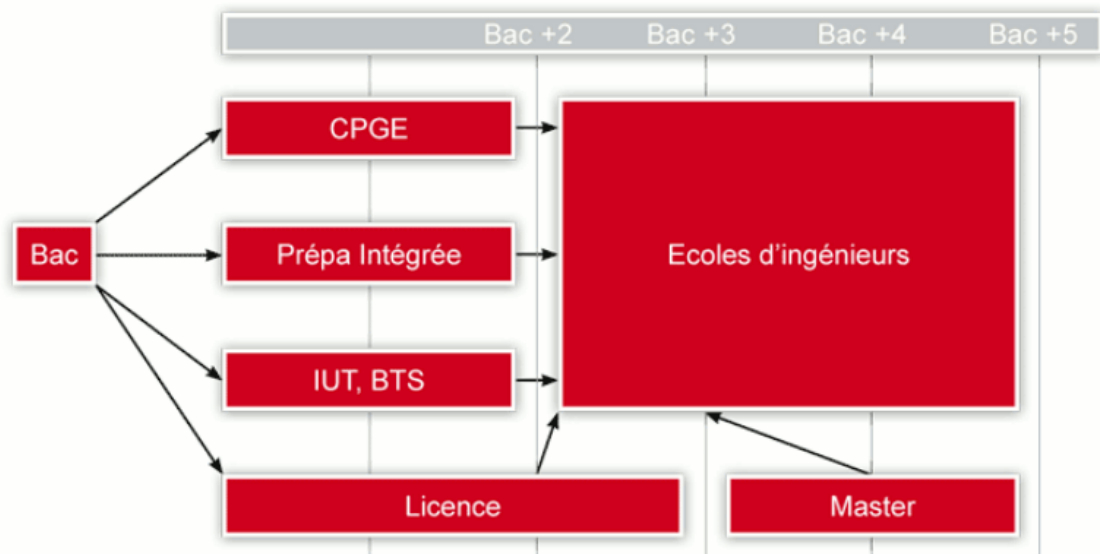 Bac +2 Bac +3 Bac +4 Bac +5
CPGE
Bac
Prépa Intégrée
Ecoles d'ingénieurs
IUT, BTS
Licence
Master